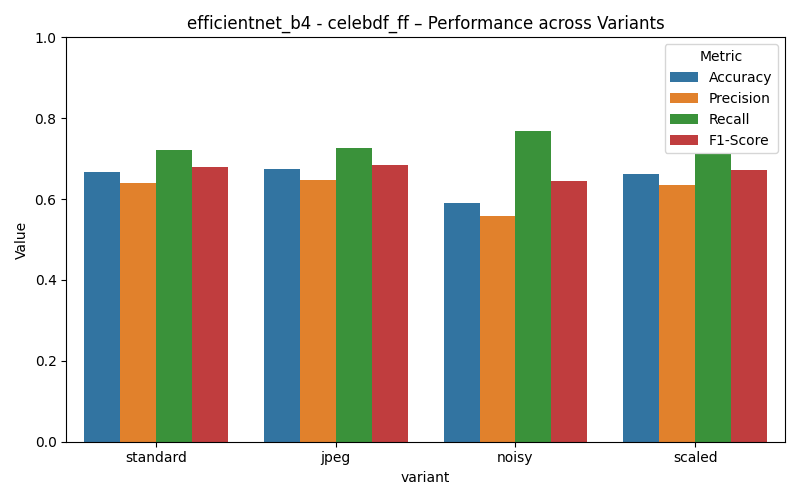 efficientnet_b4 - celebdf_ff – Performance across Variants
Value
1.0
0.8
0.6
0.4
0.2
0.0
Metric
Accuracy
Precision
Recall
F1-Score
standard
jpeg
noisy
scaled
variant